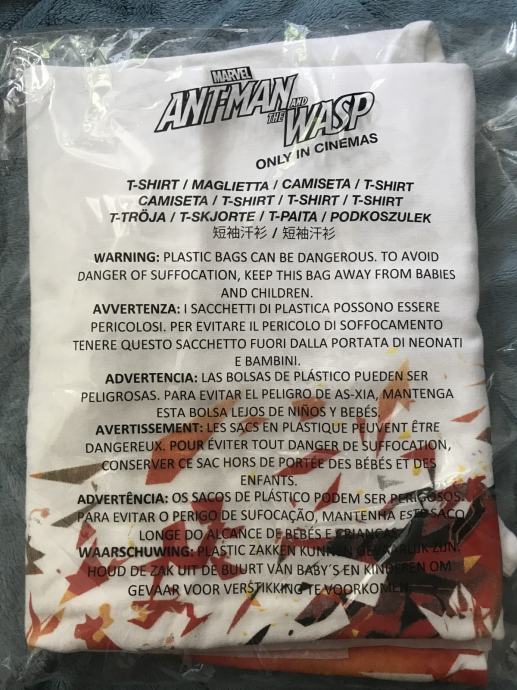 MARVEL
ANT-MAN AND
THE WASP
ONLY IN CINEMAS
T-SHIRT / MAGLIETTA / CAMISETA / T-SHIRT
CAMISETA / T-SHIRT / T-SHIRT / T-SHIRT
T-TRÖJA / T-SKJORTE / T-PAITA / PODKOSZULEK
短袖汗衫 / 短袖汗衫
WARNING: PLASTIC BAGS CAN BE DANGEROUS. TO AVOID
DANGER OF SUFFOCATION, KEEP THIS BAG AWAY FROM BABIES
AND CHILDREN.
AVVERTENZA: I SACCHETTI DI PLASTICA POSSONO ESSERE
PERICOLOSI. PER EVITARE IL PERICOLO DI SOFFOCAMENTO
TENERE QUESTO SACCHETTO FUORI DALLA PORTATA DI NEONATI
E BAMBINI.
ADVERTENCIA: LAS BOLSAS DE PLÁSTICO PUEDEN SER
PELIGROSAS. PARA EVITAR EL PELIGRO DE AS-XIA, MANTENGA
ESTA BOLSA LEJOS DE NIÑOS Y BEBÉS.
AVERTISSEMENT: LES SACS EN PLASTIQUE PEUVENT ÊTRE
DANGEREUX. POUR ÉVITER TOUT DANGER DE SUFFOCATION,
CONSERVER CE SAC HORS DE PORTÉE DES BÉBÉS ET DES
ENFANTS.
ADVERTÊNCIA: OS SACOS DE PLÁSTICO PODEM SER PERIGOSOS.
PARA EVITAR O PERIGO DE SUFOCAÇÃO, MANTENHA ESTE SACO
LONGE DO ALCANCE DE BEBÉS E CRIANÇAS.
WAARSCHUWING: PLASTIC ZAKKEN KUNNEN GEVAARLIJK ZIJN.
HOUD DE ZAK UIT DE BUURT VAN BABY'S EN KINDEREN OM
GEVAAR VOOR VERSTIKKING TE VOORKOMEN.